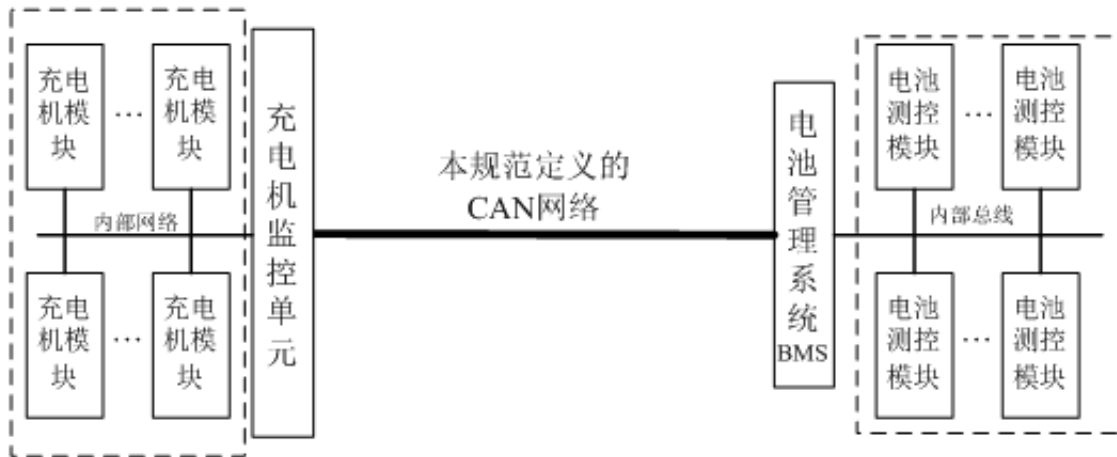 充电
机模
块
…
充电
机模
块
内部网络
充电
机模
块
…
充电
机模
块
充
电
机
监
控
单
元
本规范定义的
CAN网络
电
池
管
理
系
统
BMS
电池
测控
模块
…
电池
测控
模块
内部总线
电池
测控
模块
…
电池
测控
模块